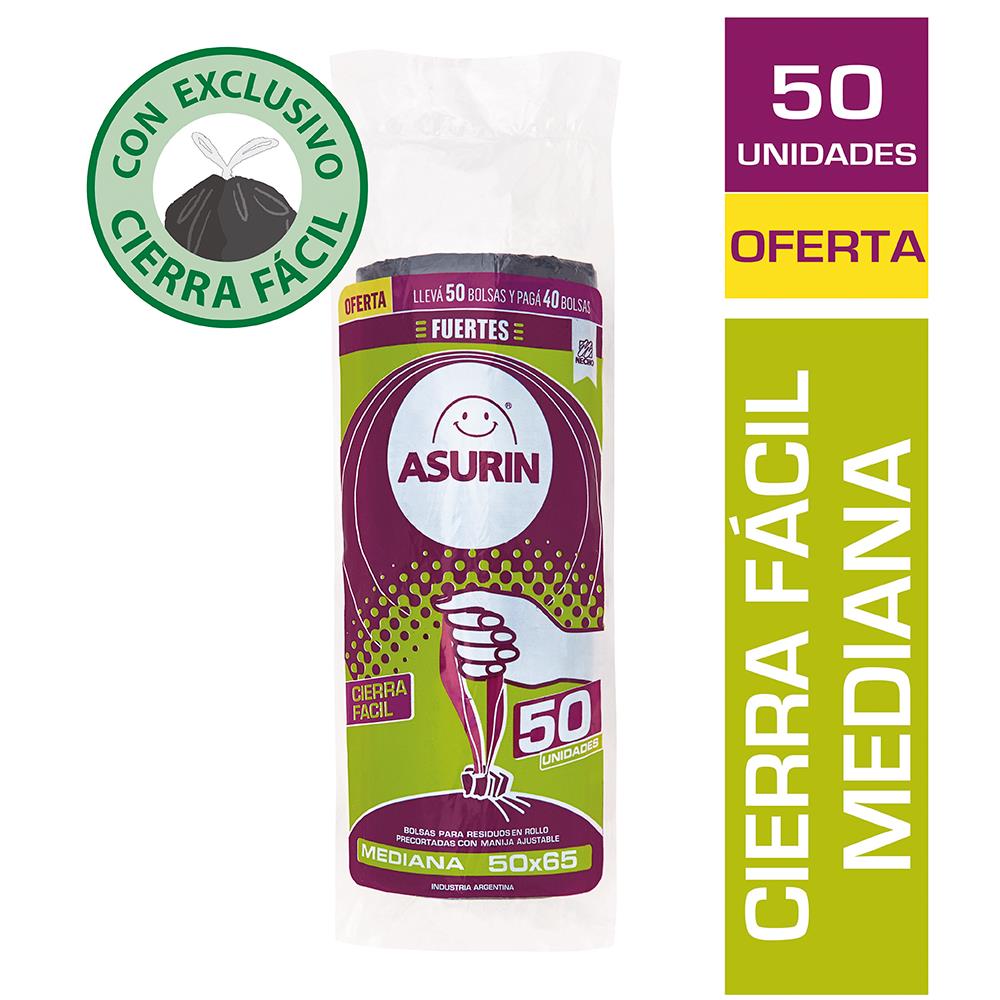 CON EXCLUSIVO
CIERRA FÁCIL
OFERTA
LLEVÁ 50 BOLSAS Y PAGÁ 40 BOLSAS
FUERTES
NECHO
®
ASURIN
CIERRA
FACIL
50
UNIDADES
BOLSAS PARA RESIDUOS EN ROLLO
PRECORTADAS CON MANIJA AJUSTABLE
MEDIANA 50x65
INDUSTRIA ARGENTINA
50
UNIDADES
OFERTA
CIERRA FÁCIL
MEDIANA